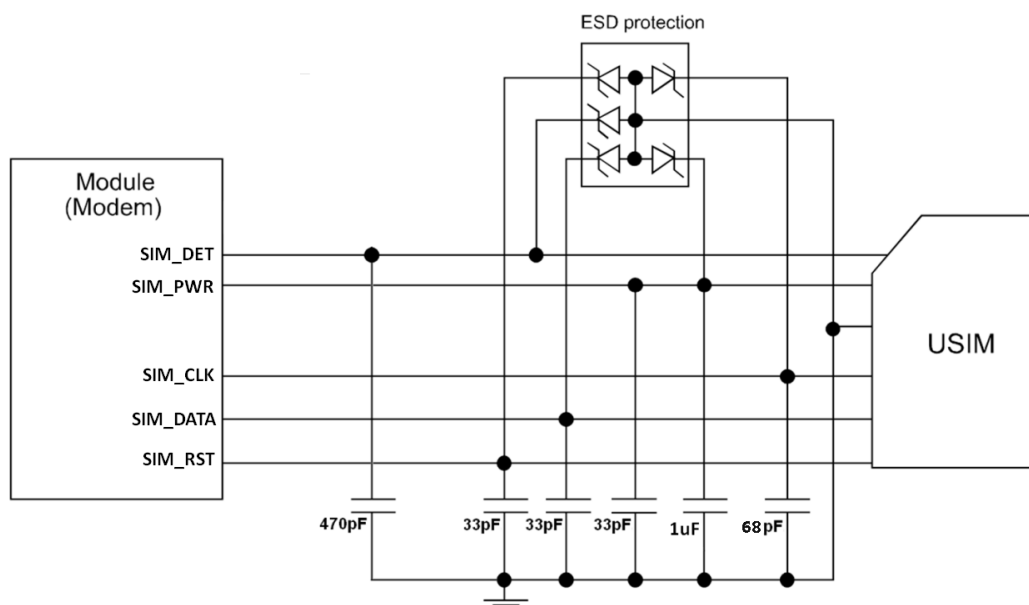 ESD protection
Module
(Modem)
SIM_DET
SIM_PWR
SIM_CLK
SIM_DATA
SIM_RST
USIM
470pF
33pF
33pF
33pF
1uF
68pF